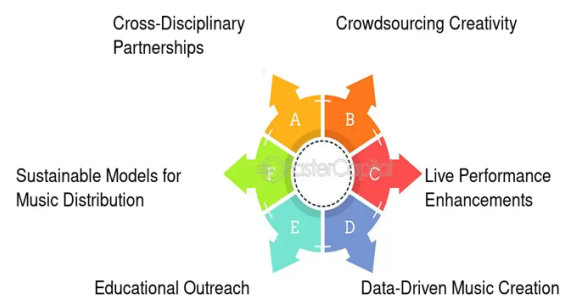 Cross-Disciplinary
Partnerships
Crowdsourcing Creativity
A
B
Sustainable Models for
Music Distribution
F
C
Live Performance
Enhancements
E
D
Educational Outreach
Data-Driven Music Creation